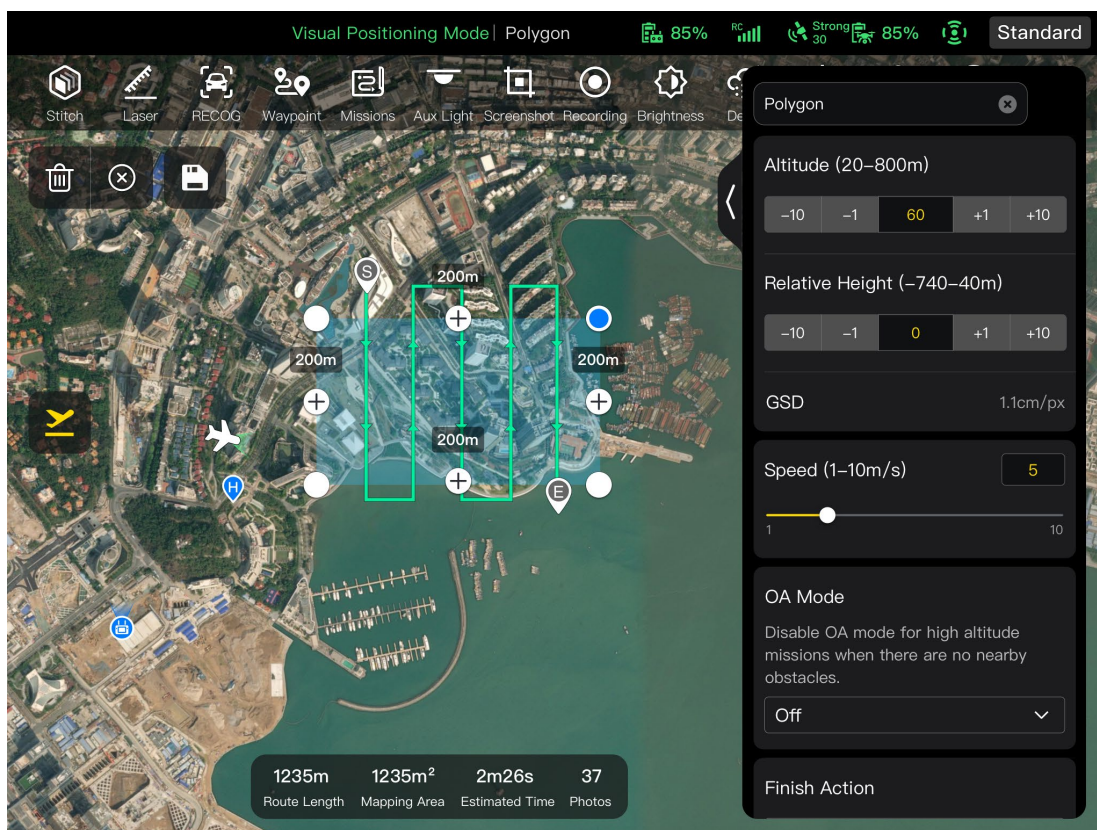 Visual Positioning Mode | Polygon
85%
RC
Strong
30
85%
Standard
Stitch
Laser
RECOG
Waypoint
Missions
Aux Light
Screenshot
Recording
Brightness
De
Polygon
Altitude (20–800m)
–10 –1 60 +1 +10
Relative Height (–740–40m)
–10 –1 0 +1 +10
GSD 1.1cm/px
Speed (1–10m/s) 5
1 10
OA Mode
Disable OA mode for high altitude
missions when there are no nearby
obstacles.
Off
Finish Action
S
200m
200m
200m
200m
E
H
1235m 1235m² 2m26s 37
Route Length Mapping Area Estimated Time Photos